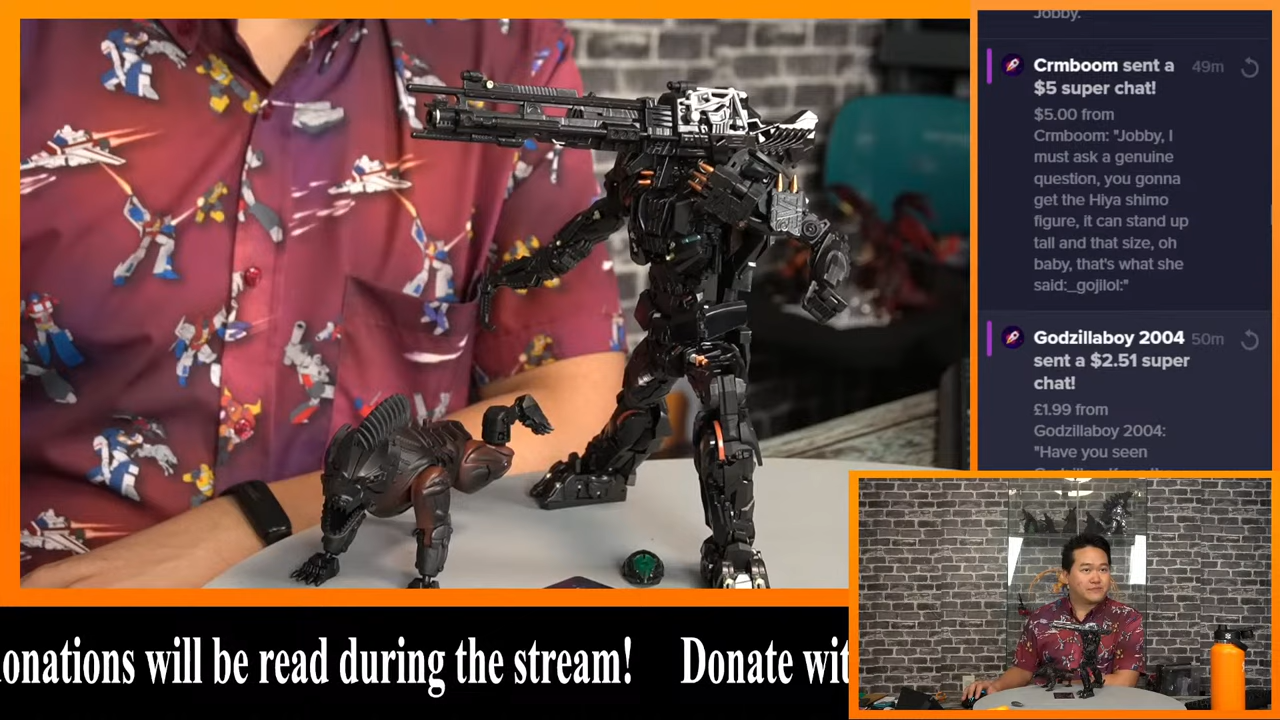 Jobby.
Crmboom sent a
49m
$5 super chat!
$5.00 from
Crmboom: "Jobby, I
must ask a genuine
question, you gonna
get the Hiya shimo
figure, it can stand up
tall and that size, oh
baby, that's what she
said:_gojilol:"
Godzillaboy 2004
50m
sent a $2.51 super
chat!
£1.99 from
Godzillaboy 2004:
"Have you seen
onations will be read during the stream! Donate wit